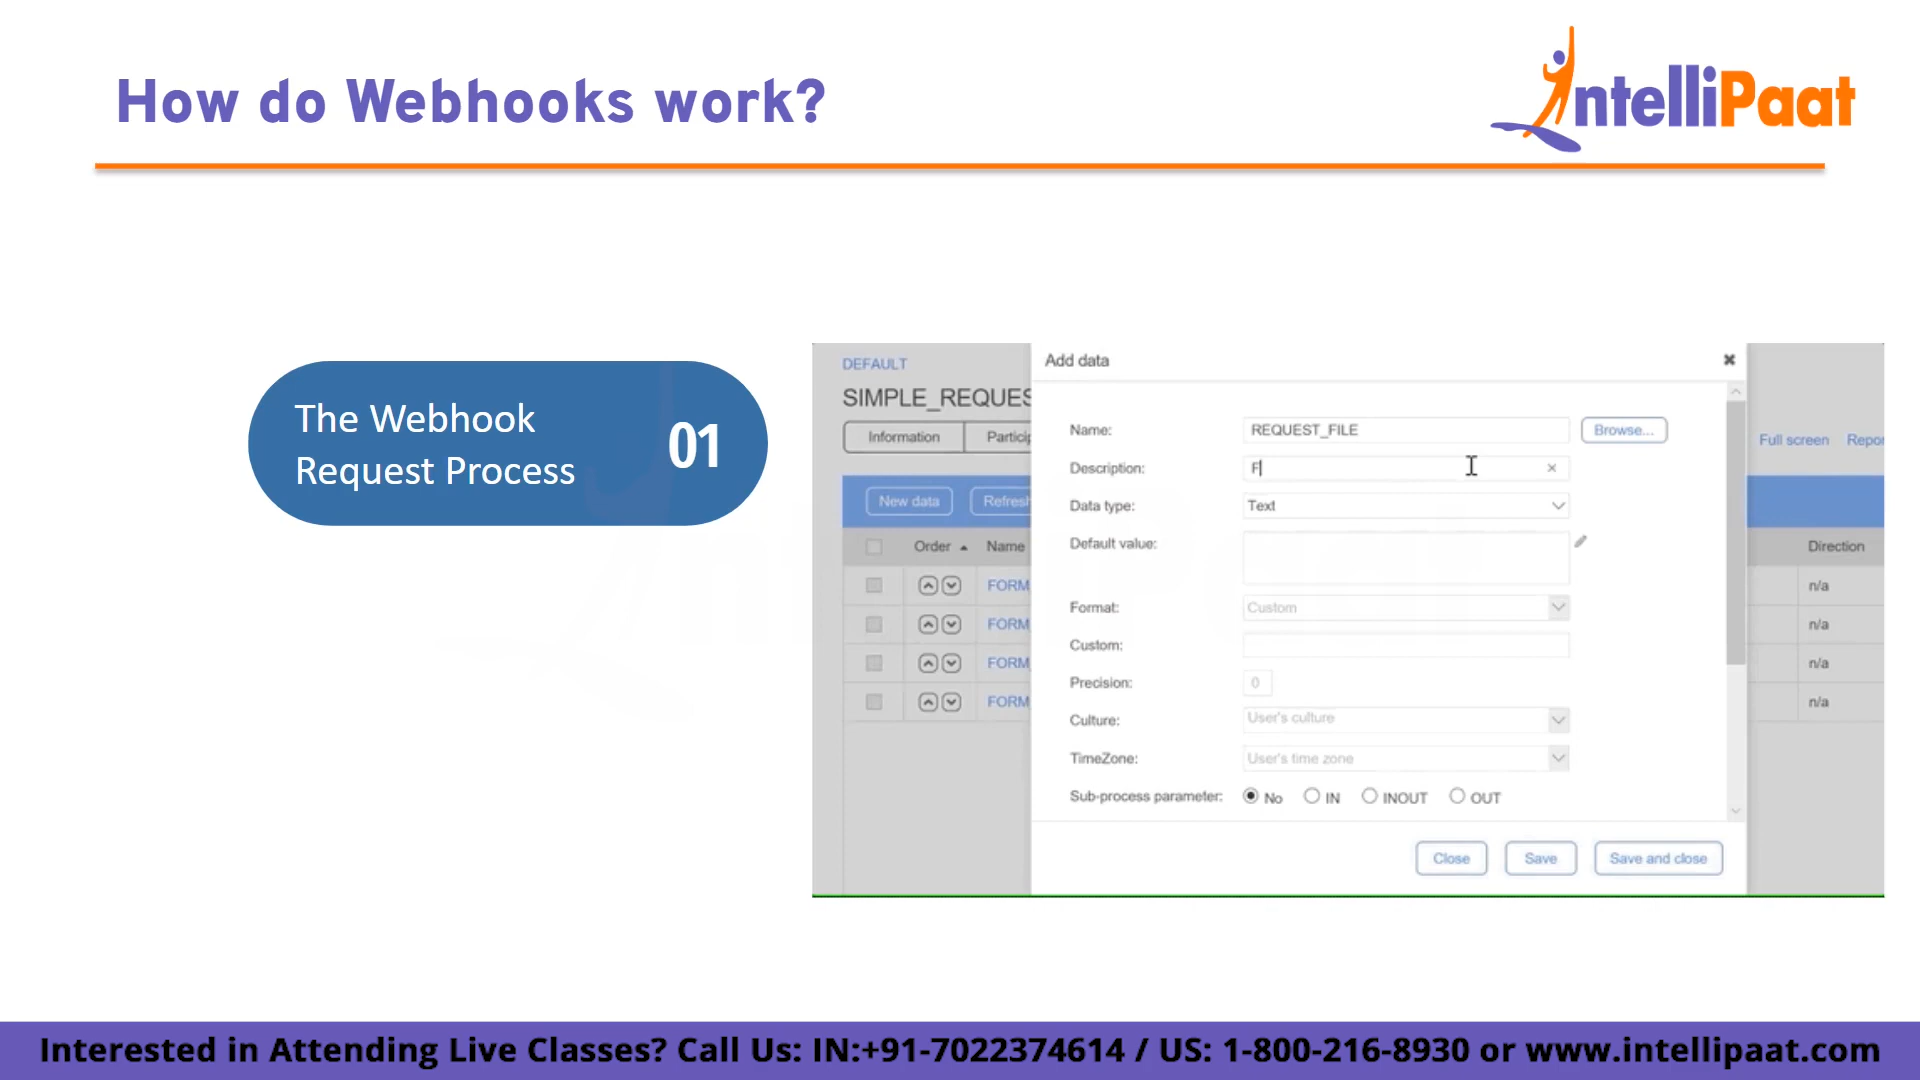 How do Webhooks work?
IntelliPaat
The Webhook
Request Process
01
DEFAULT
SIMPLE_REQUES
Information
Particip
Full screen
Repor
New data
Refresh
Order
Name
Direction
FORM
n/a
FORM
n/a
FORM
n/a
FORM
n/a
Add data
Name:
REQUEST_FILE
Browse...
Description:
F
Data type:
Text
Default value:
Format:
Custom
Custom:
Precision:
0
Culture:
User's culture
TimeZone:
User's time zone
Sub-process parameter:
No
IN
INOUT
OUT
Close
Save
Save and close
Interested in Attending Live Classes? Call Us: IN:+91-7022374614 / US: 1-800-216-8930 or www.intellipaat.com